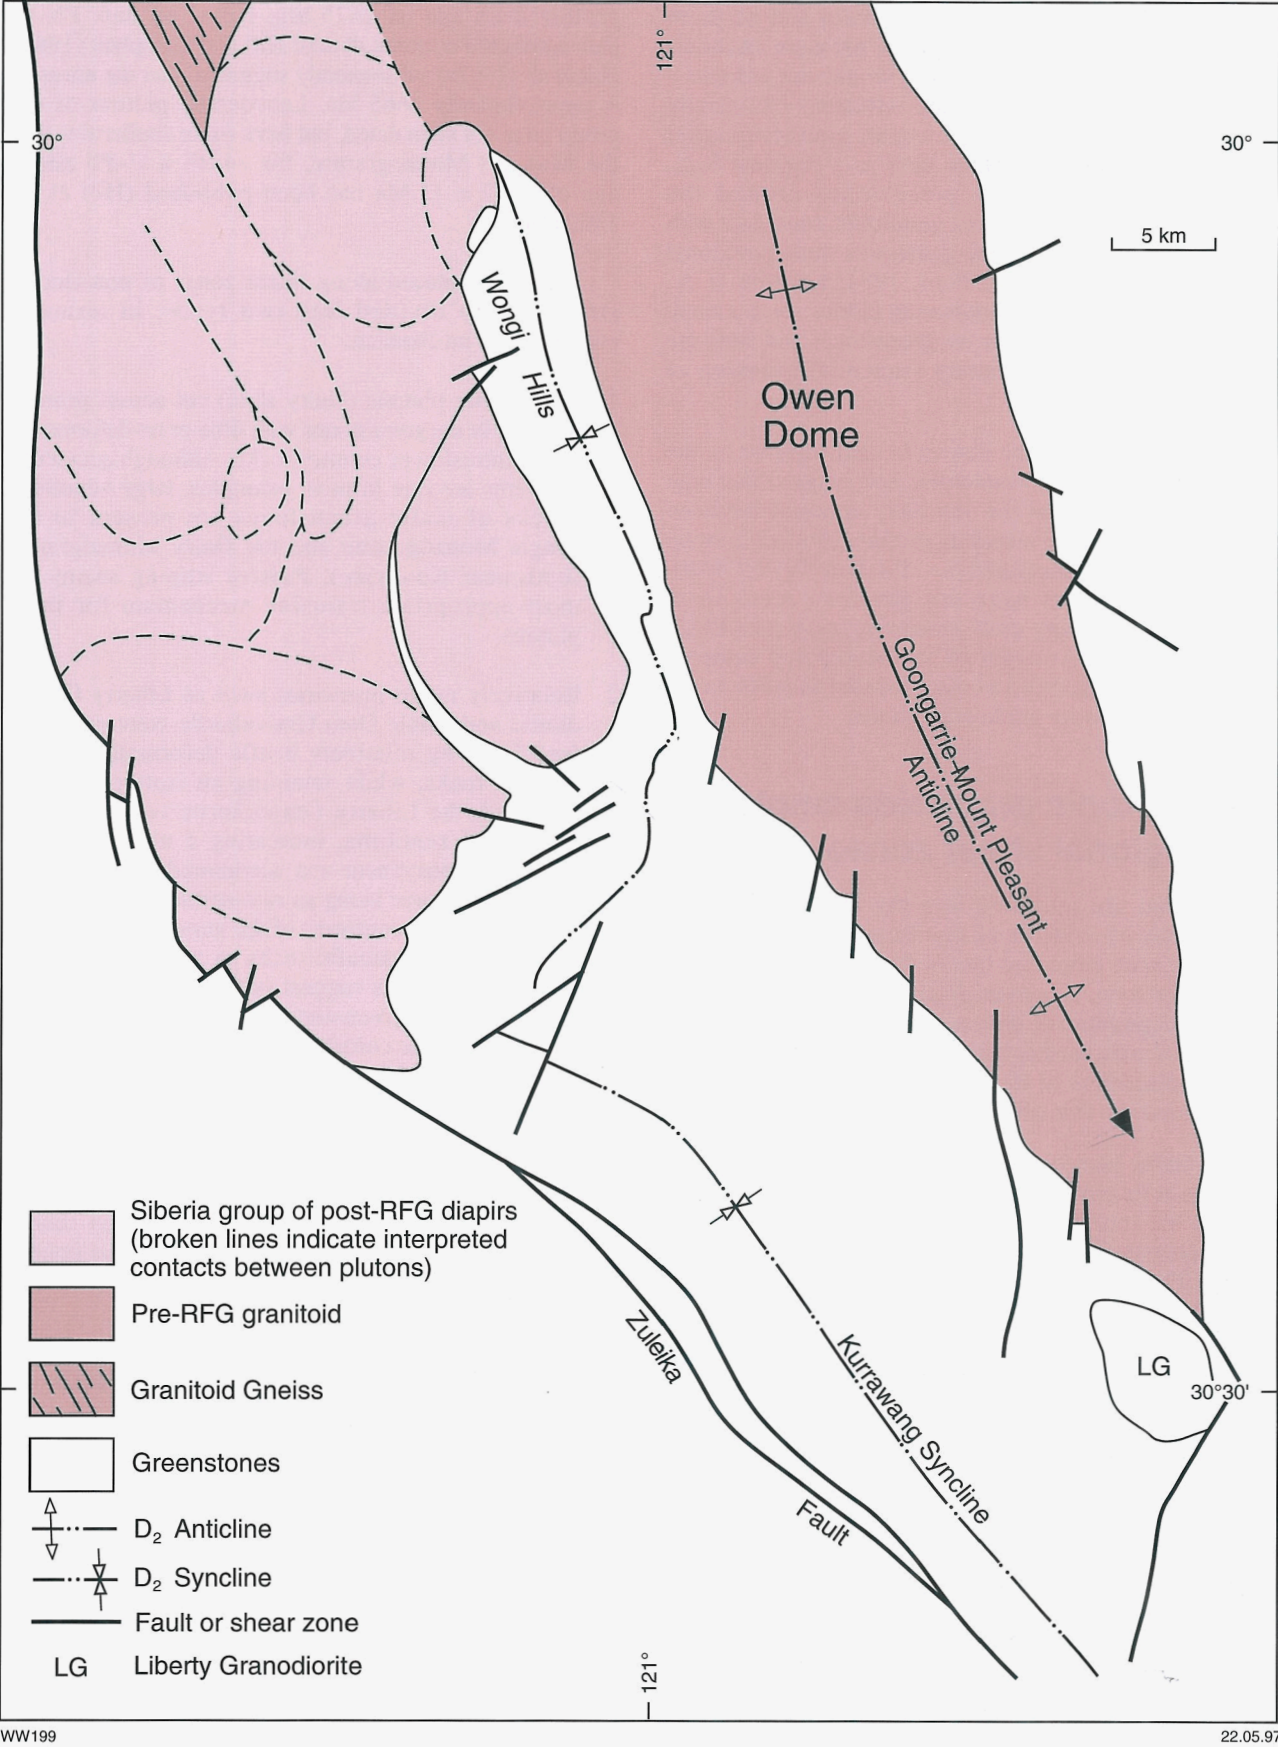 121°
30°
30°
5 km
Wongi
Hills
Owen
Dome
Goongarrie–Mount Pleasant
Anticline
Zuleika
Fault
Kurrawang Syncline
LG
30°30'
Siberia group of post-RFG diapirs
(broken lines indicate interpreted
contacts between plutons)
Pre-RFG granitoid
Granitoid Gneiss
Greenstones
D₂ Anticline
D₂ Syncline
Fault or shear zone
LG Liberty Granodiorite
121°
WW199
22.05.97